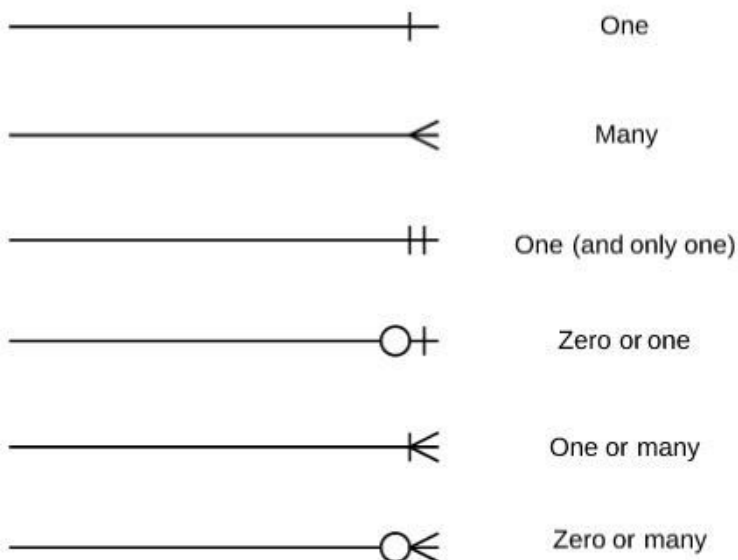 One
Many
One (and only one)
Zero or one
One or many
Zero or many